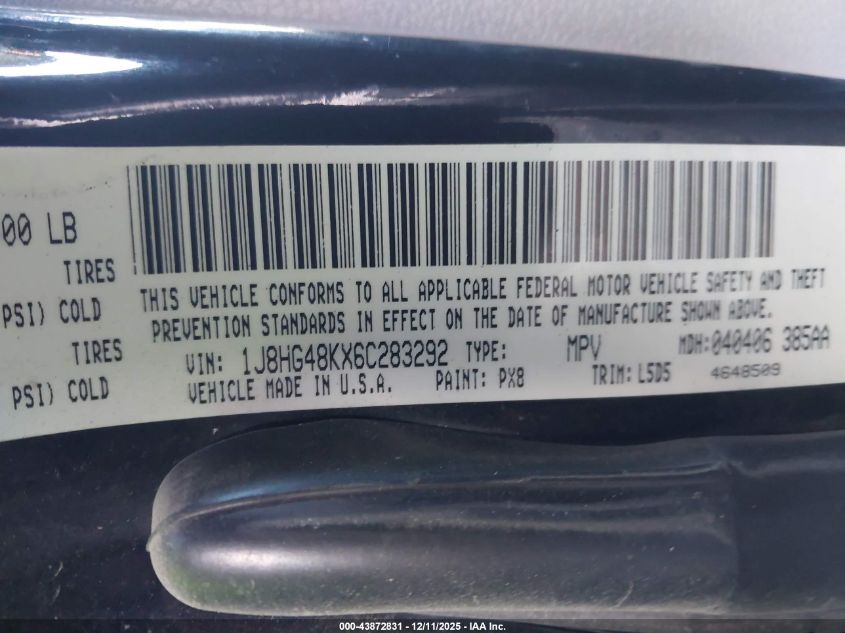 00 LB
TIRES
PSI) COLD
TIRES
PSI) COLD
THIS VEHICLE CONFORMS TO ALL APPLICABLE FEDERAL MOTOR VEHICLE SAFETY AND THEFT
PREVENTION STANDARDS IN EFFECT ON THE DATE OF MANUFACTURE SHOWN ABOVE.
VIN: 1J8HG48KX6C283292 TYPE: MPV MDH:040406 385AA
VEHICLE MADE IN U.S.A. PAINT: PX8 TRIM: L5D5 4648509
000-43872831 - 12/11/2025 - IAA Inc.